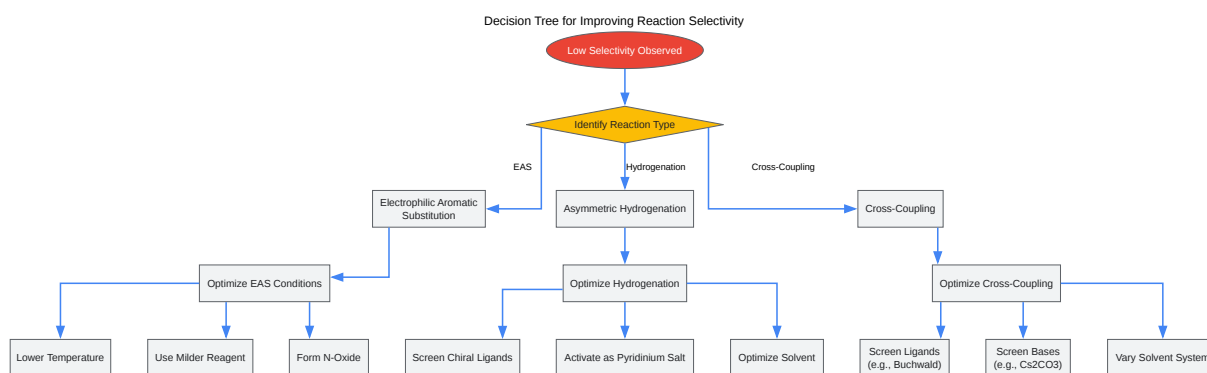 Decision Tree for Improving Reaction Selectivity
Low Selectivity Observed
Identify Reaction Type
EAS
Hydrogenation
Cross-Coupling
Electrophilic Aromatic
Substitution
Asymmetric Hydrogenation
Cross-Coupling
Optimize EAS Conditions
Optimize Hydrogenation
Optimize Cross-Coupling
Lower Temperature
Use Milder Reagent
Form N-Oxide
Screen Chiral Ligands
Activate as Pyridinium Salt
Optimize Solvent
Screen Ligands
(e.g., Buchwald)
Screen Bases
(e.g., Cs2CO3)
Vary Solvent System